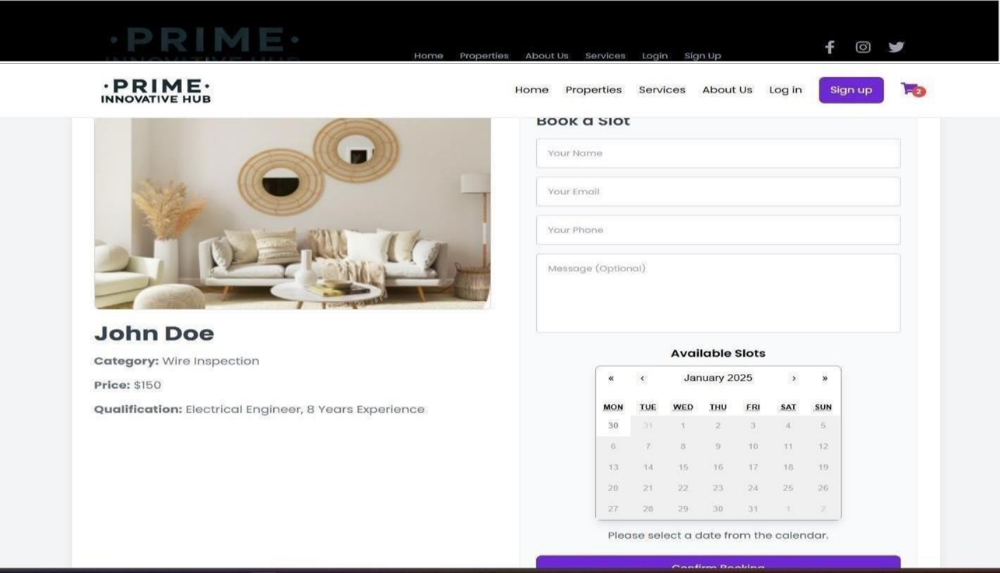 ·PRIME·
INNOVATIVE HUB
Home Properties About Us Services Login Sign Up
·PRIME·
INNOVATIVE HUB
Home Properties Services About Us Log in Sign up 2
Book a Slot
Your Name
Your Email
Your Phone
Message (Optional)
John Doe
Category: Wire Inspection
Price: $150
Qualification: Electrical Engineer, 8 Years Experience
Available Slots
« ‹ January 2025 › »
MON TUE WED THU FRI SAT SUN
30 31 1 2 3 4 5
6 7 8 9 10 11 12
13 14 15 16 17 18 19
20 21 22 23 24 25 26
27 28 29 30 31 1 2
Please select a date from the calendar.
Confirm Booking